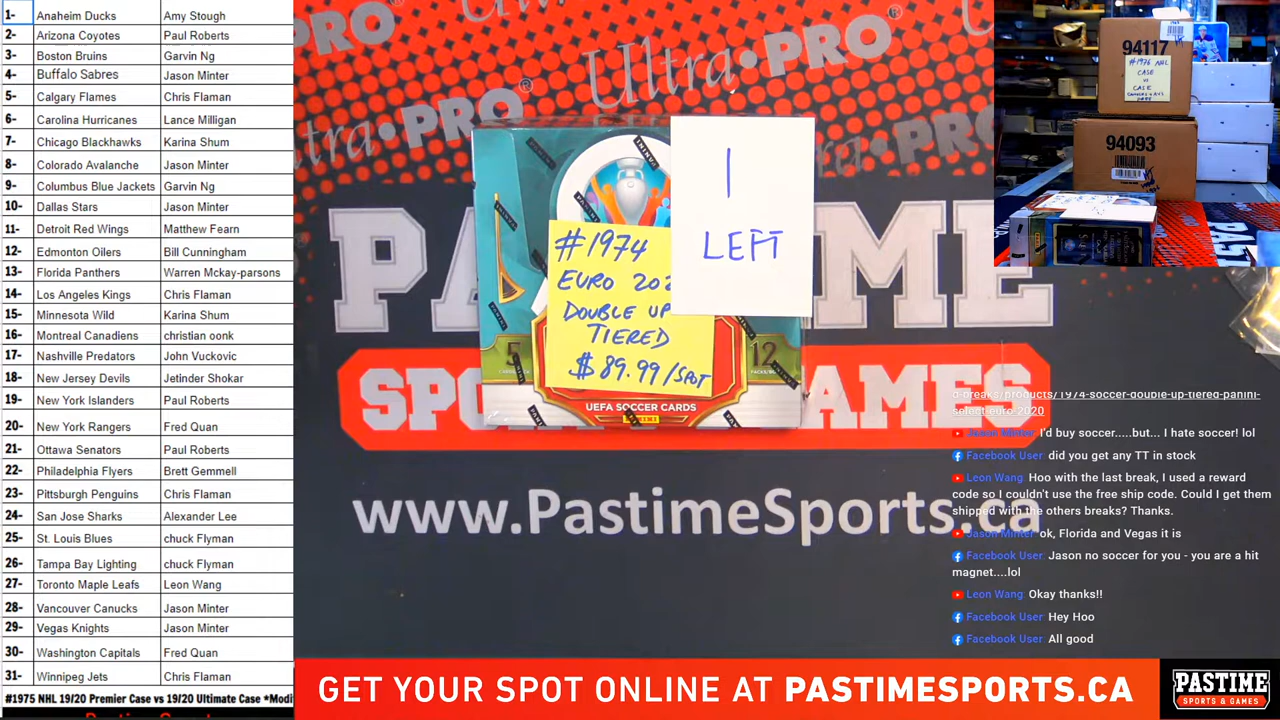 1- Anaheim Ducks Amy Stough
2- Arizona Coyotes Paul Roberts
3- Boston Bruins Garvin Ng
4- Buffalo Sabres Jason Minter
5- Calgary Flames Chris Flaman
6- Carolina Hurricanes Lance Milligan
7- Chicago Blackhawks Karina Shum
8- Colorado Avalanche Jason Minter
9- Columbus Blue Jackets Garvin Ng
10- Dallas Stars Jason Minter
11- Detroit Red Wings Matthew Fearn
12- Edmonton Oilers Bill Cunningham
13- Florida Panthers Warren Mckay-parsons
14- Los Angeles Kings Chris Flaman
15- Minnesota Wild Karina Shum
16- Montreal Canadiens christian oonk
17- Nashville Predators John Vuckovic
18- New Jersey Devils Jetinder Shokar
19- New York Islanders Paul Roberts
20- New York Rangers Fred Quan
21- Ottawa Senators Paul Roberts
22- Philadelphia Flyers Brett Gemmell
23- Pittsburgh Penguins Chris Flaman
24- San Jose Sharks Alexander Lee
25- St. Louis Blues chuck Flyman
26- Tampa Bay Lighting chuck Flyman
27- Toronto Maple Leafs Leon Wang
28- Vancouver Canucks Jason Minter
29- Vegas Knights Jason Minter
30- Washington Capitals Fred Quan
31- Winnipeg Jets Chris Flaman
#1975 NHL 19/20 Premier Case vs 19/20 Ultimate Case *Modi
Ultra•PRO
1
LEFT
#1974
EURO 202
DOUBLE UP
TIERED
$89.99/SPOT
5
12
UEFA SOCCER CARDS
PANINI
PASTIME
SPORTS GAMES
www.PastimeSports.ca
94117
#1976 NHL
CASE
VS
CASE
94093
d-breaks/products/1974-soccer-double-up-tiered-panini-
select-euro-2020
Jason Minter: I'd buy soccer.....but... I hate soccer! lol
Facebook User: did you get any TT in stock
Leon Wang: Hoo with the last break, I used a reward
code so I couldn't use the free ship code. Could I get them
shipped with the others breaks? Thanks.
Jason Minter: ok, Florida and Vegas it is
Facebook User: Jason no soccer for you - you are a hit
magnet....lol
Leon Wang: Okay thanks!!
Facebook User: Hey Hoo
Facebook User: All good
GET YOUR SPOT ONLINE AT PASTIMESPORTS.CA
PASTIME
SPORTS & GAMES